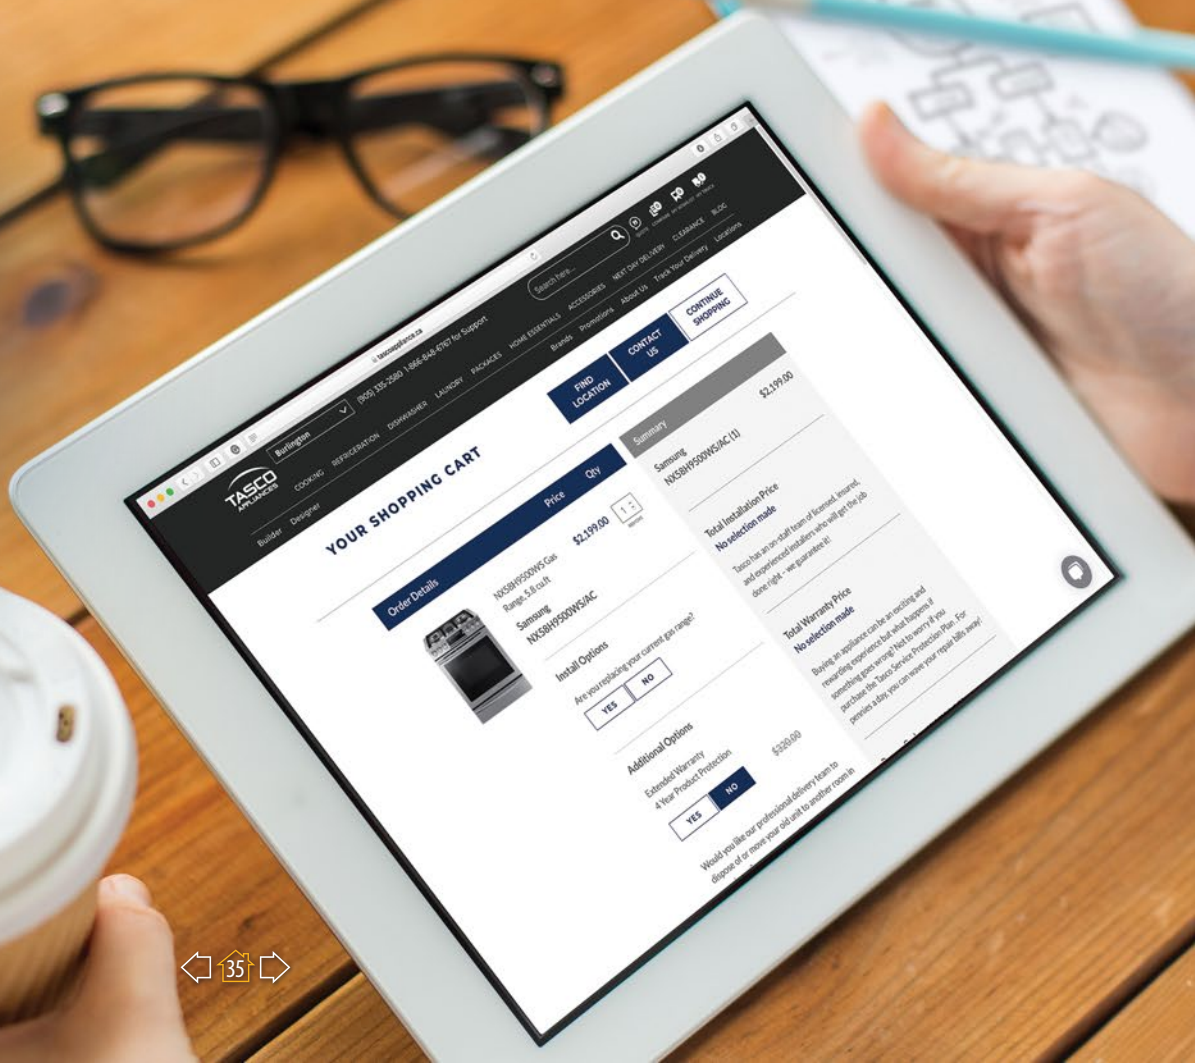 tascoappliance.ca
TASCO
APPLIANCES
Burlington
(905) 335-2580 1-866-848-6767 for Support
Search here...
QUOTE COMPARE MY WISHLIST MY TRUCK
COOKING REFRIGERATION DISHWASHER LAUNDRY PACKAGES HOME ESSENTIALS ACCESSORIES NEXT DAY DELIVERY CLEARANCE BLOG
Builder Designer Brands Promotions About Us Track Your Delivery Locations
YOUR SHOPPING CART
FIND
LOCATION
CONTACT
US
CONTINUE
SHOPPING
Order Details Price Qty
NX58H9500WS Gas
Range, 5.8 cu.ft
$2,199.00
1
Samsung
NX58H9500WS/AC
Install Options
Are you replacing your current gas range?
YES NO
Additional Options
Extended Warranty
4 Year Product Protection
$320.00
YES NO
Would you like our professional delivery team to
dispose of or move your old unit to another room in
Summary
Samsung
NX58H9500WS/AC (1)
$2,199.00
Total Installation Price
No selection made
Tasco has an on-staff team of licensed, insured,
and experienced installers who will get the job
done right – we guarantee it!
Total Warranty Price
No selection made
Buying an appliance can be an exciting and
rewarding experience but what happens if
something goes wrong? Not to worry if you
purchase the Tasco Service Protection Plan. For
pennies a day, you can wave your repair bills away!
35